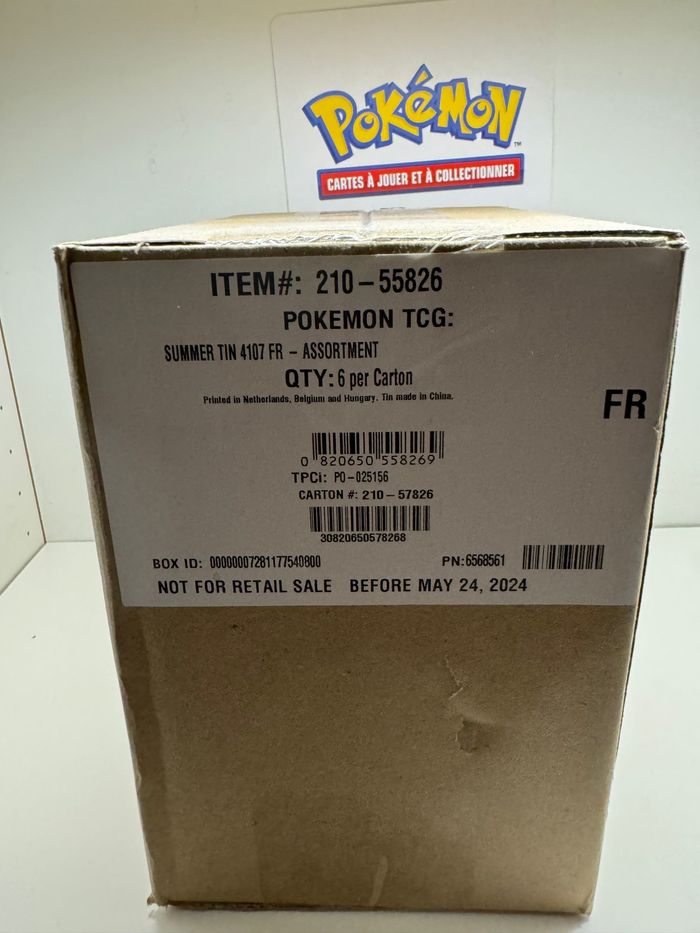 POKÉMON
TM
CARTES À JOUER ET À COLLECTIONNER
ITEM#: 210-55826
POKEMON TCG:
SUMMER TIN 4107 FR - ASSORTMENT
QTY: 6 per Carton
Printed in Netherlands, Belgium and Hungary. Tin made in China.
FR
0 820650 558269
TPCi: PO-025156
CARTON #: 210-57826
30820650578268
BOX ID: 00000007281177540800 PN:6568561
NOT FOR RETAIL SALE BEFORE MAY 24, 2024